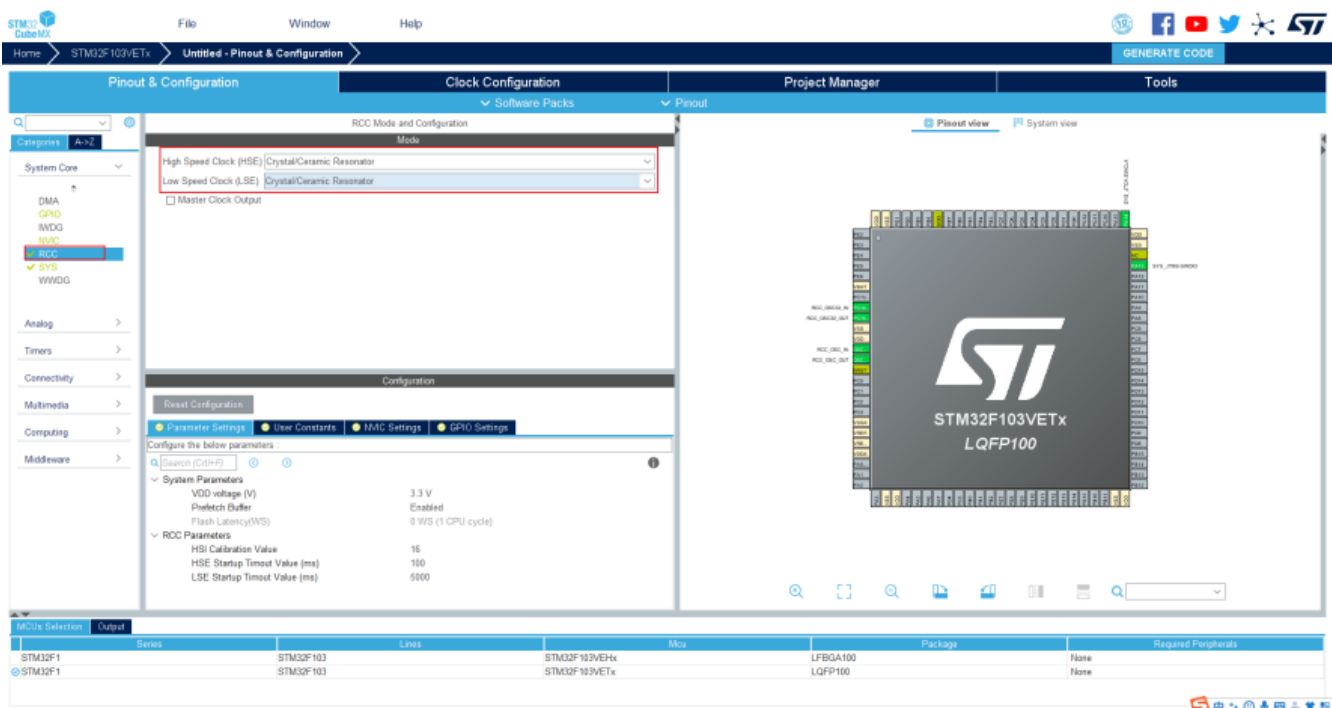 STM32 CubeMX
File Window Help
Home STM32F103VETx Untitled - Pinout & Configuration GENERATE CODE
Pinout & Configuration Clock Configuration Project Manager Tools
Software Packs Pinout
RCC Mode and Configuration
Pinout view System view
Categories A->Z
Mode
System Core
High Speed Clock (HSE) Crystal/Ceramic Resonator
Low Speed Clock (LSE) Crystal/Ceramic Resonator
Master Clock Output
DMA
GPIO
IWDG
NVIC
RCC
SYS
WWDG
Analog
Timers
Connectivity
Multimedia
Computing
Middleware
Configuration
Reset Configuration
Parameter Settings User Constants NVIC Settings GPIO Settings
Configure the below parameters :
Search (Ctrl+F)
System Parameters
VDD voltage (V) 3.3 V
Prefetch Buffer Enabled
Flash Latency(WS) 0 WS (1 CPU cycle)
RCC Parameters
HSI Calibration Value 16
HSE Startup Timout Value (ms) 100
LSE Startup Timout Value (ms) 5000
RCC_OSC32_IN
RCC_OSC32_OUT
RCC_OSC_IN
RCC_OSC_OUT
STM32F103VETx
LQFP100
MCUs Selection Output
Series Lines Mcu Package Required Peripherals
STM32F1 STM32F103 STM32F103VEHx LFBGA100 None
STM32F1 STM32F103 STM32F103VETx LQFP100 None